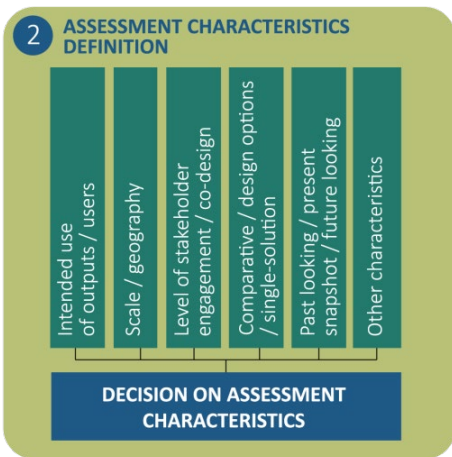 2
ASSESSMENT CHARACTERISTICS
DEFINITION
Intended use
of outputs / users
Scale / geography
Level of stakeholder
engagement / co-design
Comparative / design options
/ single-solution
Past looking / present
snapshot / future looking
Other characteristics
DECISION ON ASSESSMENT
CHARACTERISTICS